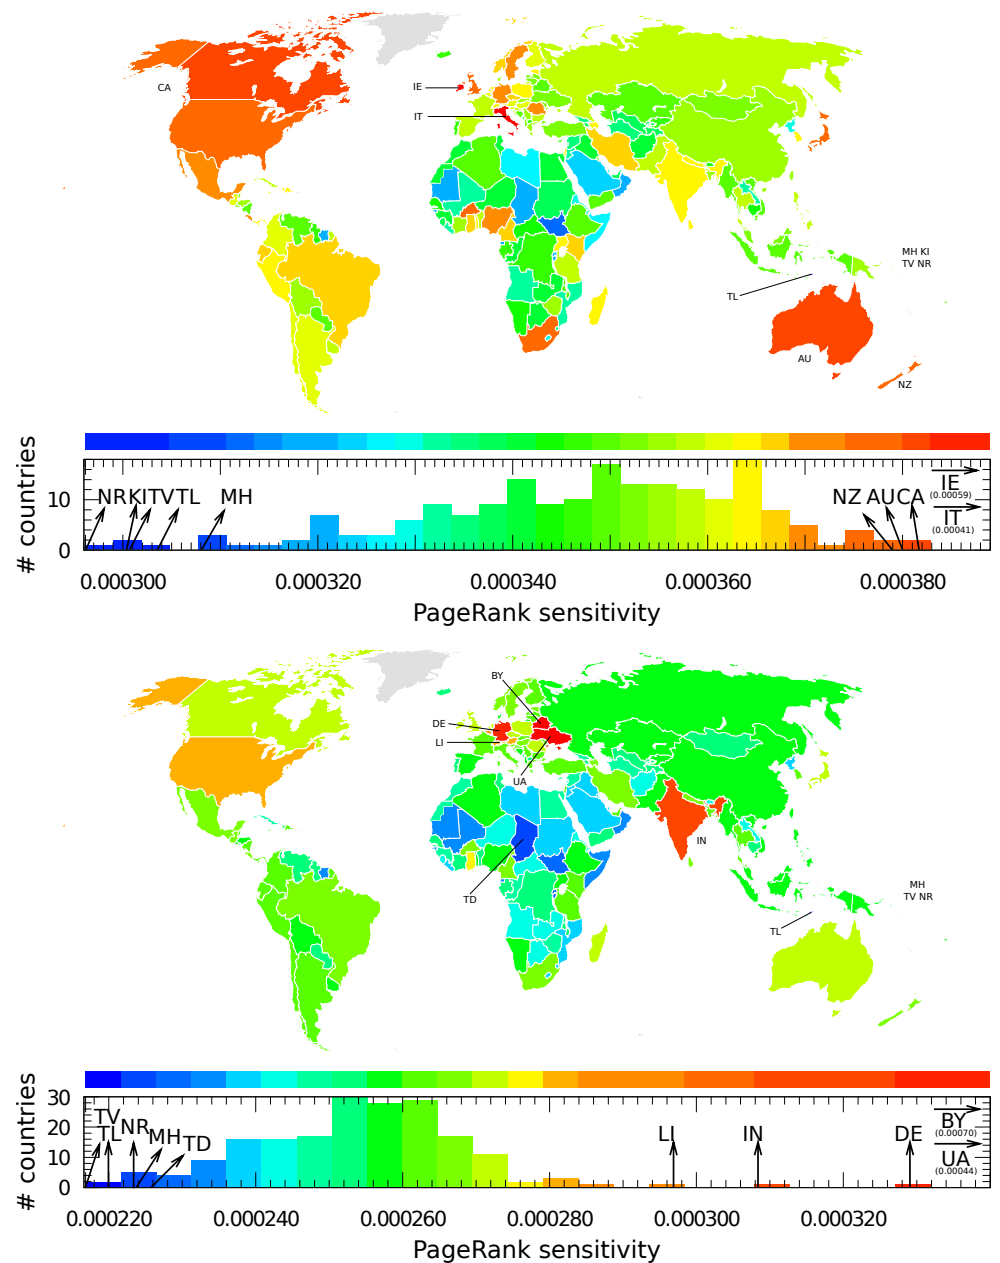 CA
IE
IT
MH KI
TV NR
TL
AU
NZ
# countries
10
0
NR KI TV TL MH
NZ AU CA
IE
(0.00059)
IT
(0.00041)
0.000300 0.000320 0.000340 0.000360 0.000380
PageRank sensitivity
BY
DE
LI
UA
IN
TD
MH
TV NR
TL
# countries
30
20
10
0
TV
TL NR MH TD
LI IN DE
BY
(0.00070)
UA
(0.00044)
0.000220 0.000240 0.000260 0.000280 0.000300 0.000320
PageRank sensitivity